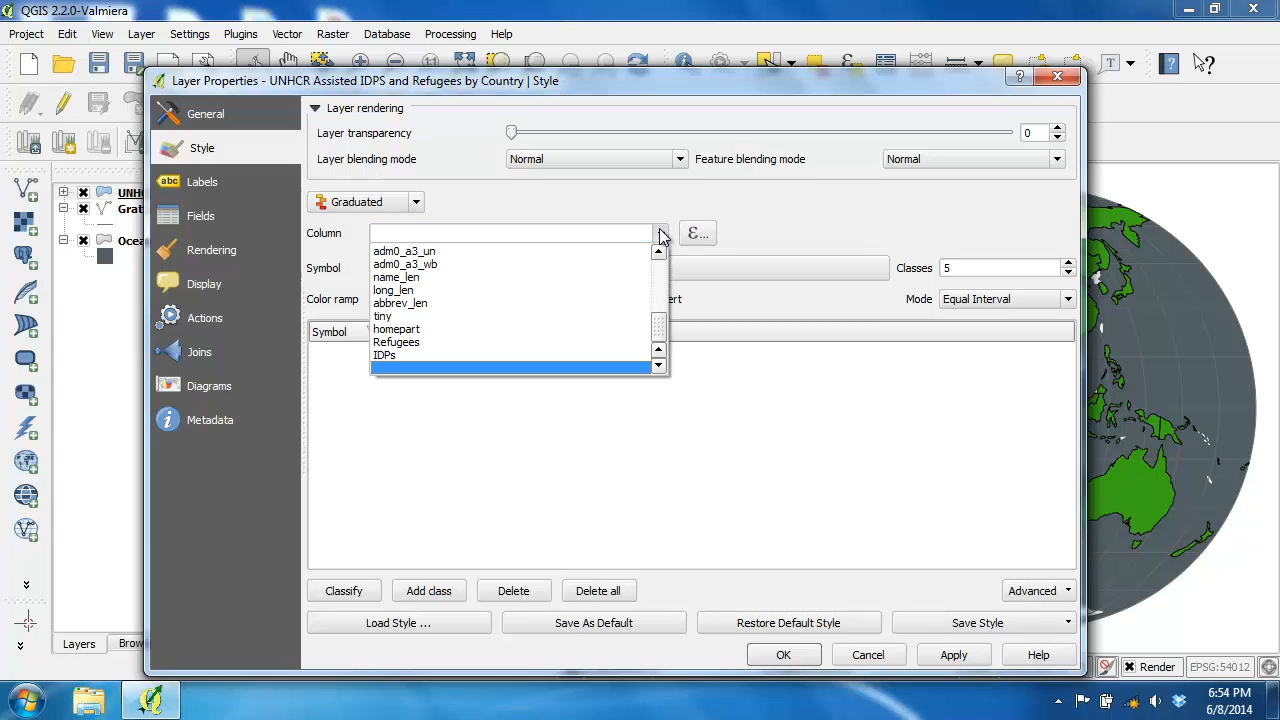 QGIS 2.2.0-Valmiera
Project Edit View Layer Settings Plugins Vector Raster Database Processing Help
Layer Properties - UNHCR Assisted IDPS and Refugees by Country | Style
General
Style
abc Labels
Fields
Rendering
Display
Actions
Joins
Diagrams
Metadata
Layer rendering
Layer transparency 0
Layer blending mode Normal Feature blending mode Normal
Graduated
Column ε...
adm0_a3_un
adm0_a3_wb
name_len
long_len
abbrev_len
tiny
homepart
Refugees
IDPs
Symbol Classes 5
Color ramp Mode Equal Interval
Symbol
Classify Add class Delete Delete all Advanced
Load Style ... Save As Default Restore Default Style Save Style
OK Cancel Apply Help
Layers
Render EPSG:54012
6:54 PM
6/8/2014